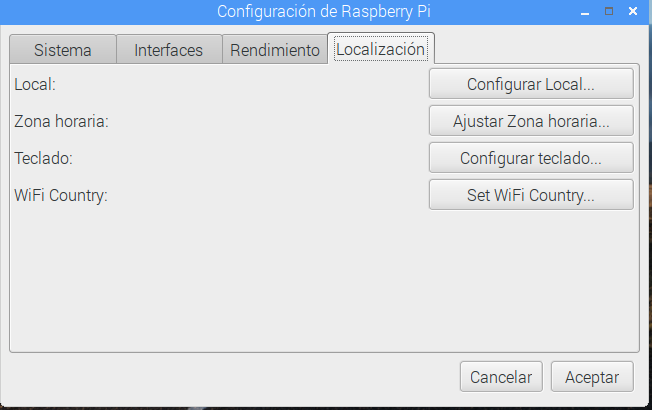 Configuración de Raspberry Pi
Sistema Interfaces Rendimiento Localización
Local: Configurar Local...
Zona horaria: Ajustar Zona horaria...
Teclado: Configurar teclado...
WiFi Country: Set WiFi Country...
Cancelar Aceptar